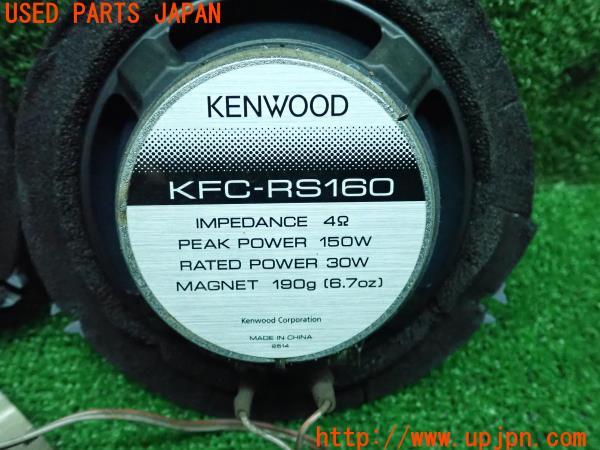 USED PARTS JAPAN
KENWOOD
KFC-RS160
IMPEDANCE 4Ω
PEAK POWER 150W
RATED POWER 30W
MAGNET 190g (6.7oz)
Kenwood Corporation
MADE IN CHINA
2614
http://www.upjpn.com